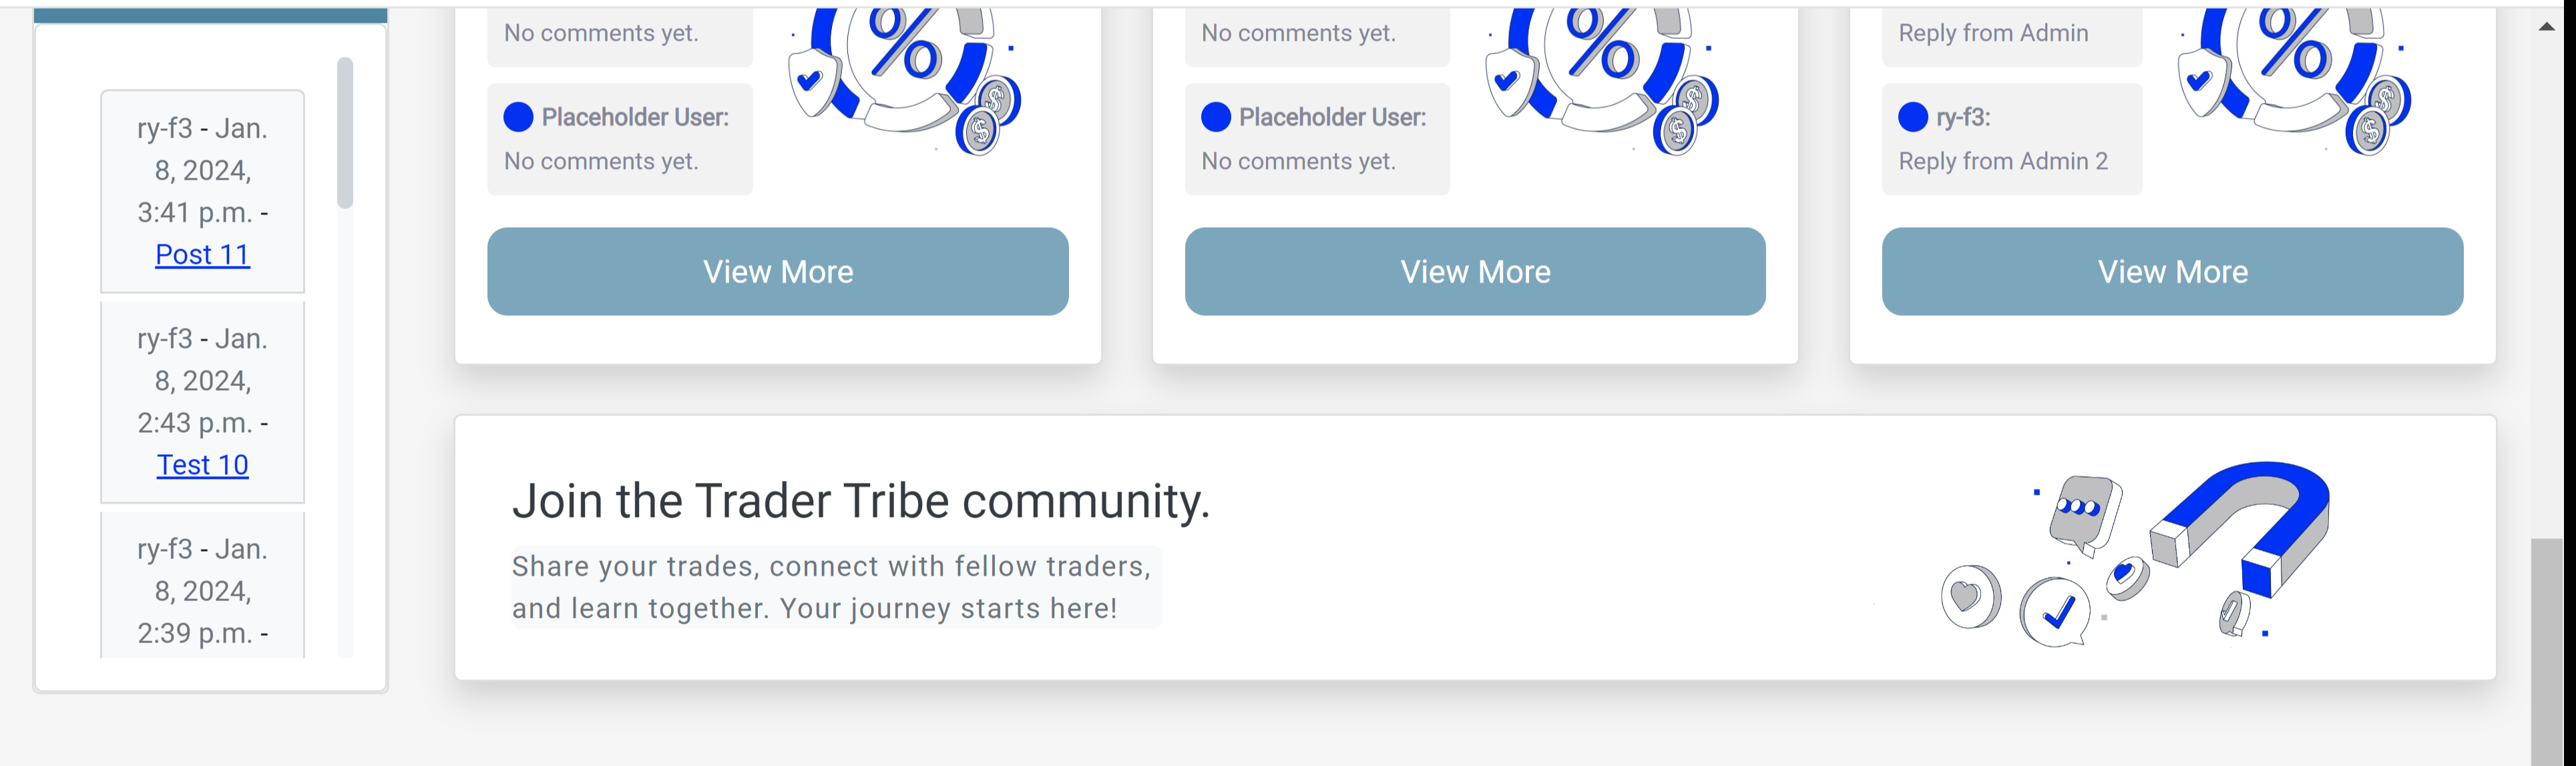 ry-f3 - Jan.
8, 2024,
3:41 p.m. -
Post 11
ry-f3 - Jan.
8, 2024,
2:43 p.m. -
Test 10
ry-f3 - Jan.
8, 2024,
2:39 p.m. -
No comments yet.
Placeholder User:
No comments yet.
View More
No comments yet.
Placeholder User:
No comments yet.
View More
Reply from Admin
ry-f3:
Reply from Admin 2
View More
Join the Trader Tribe community.
Share your trades, connect with fellow traders,
and learn together. Your journey starts here!